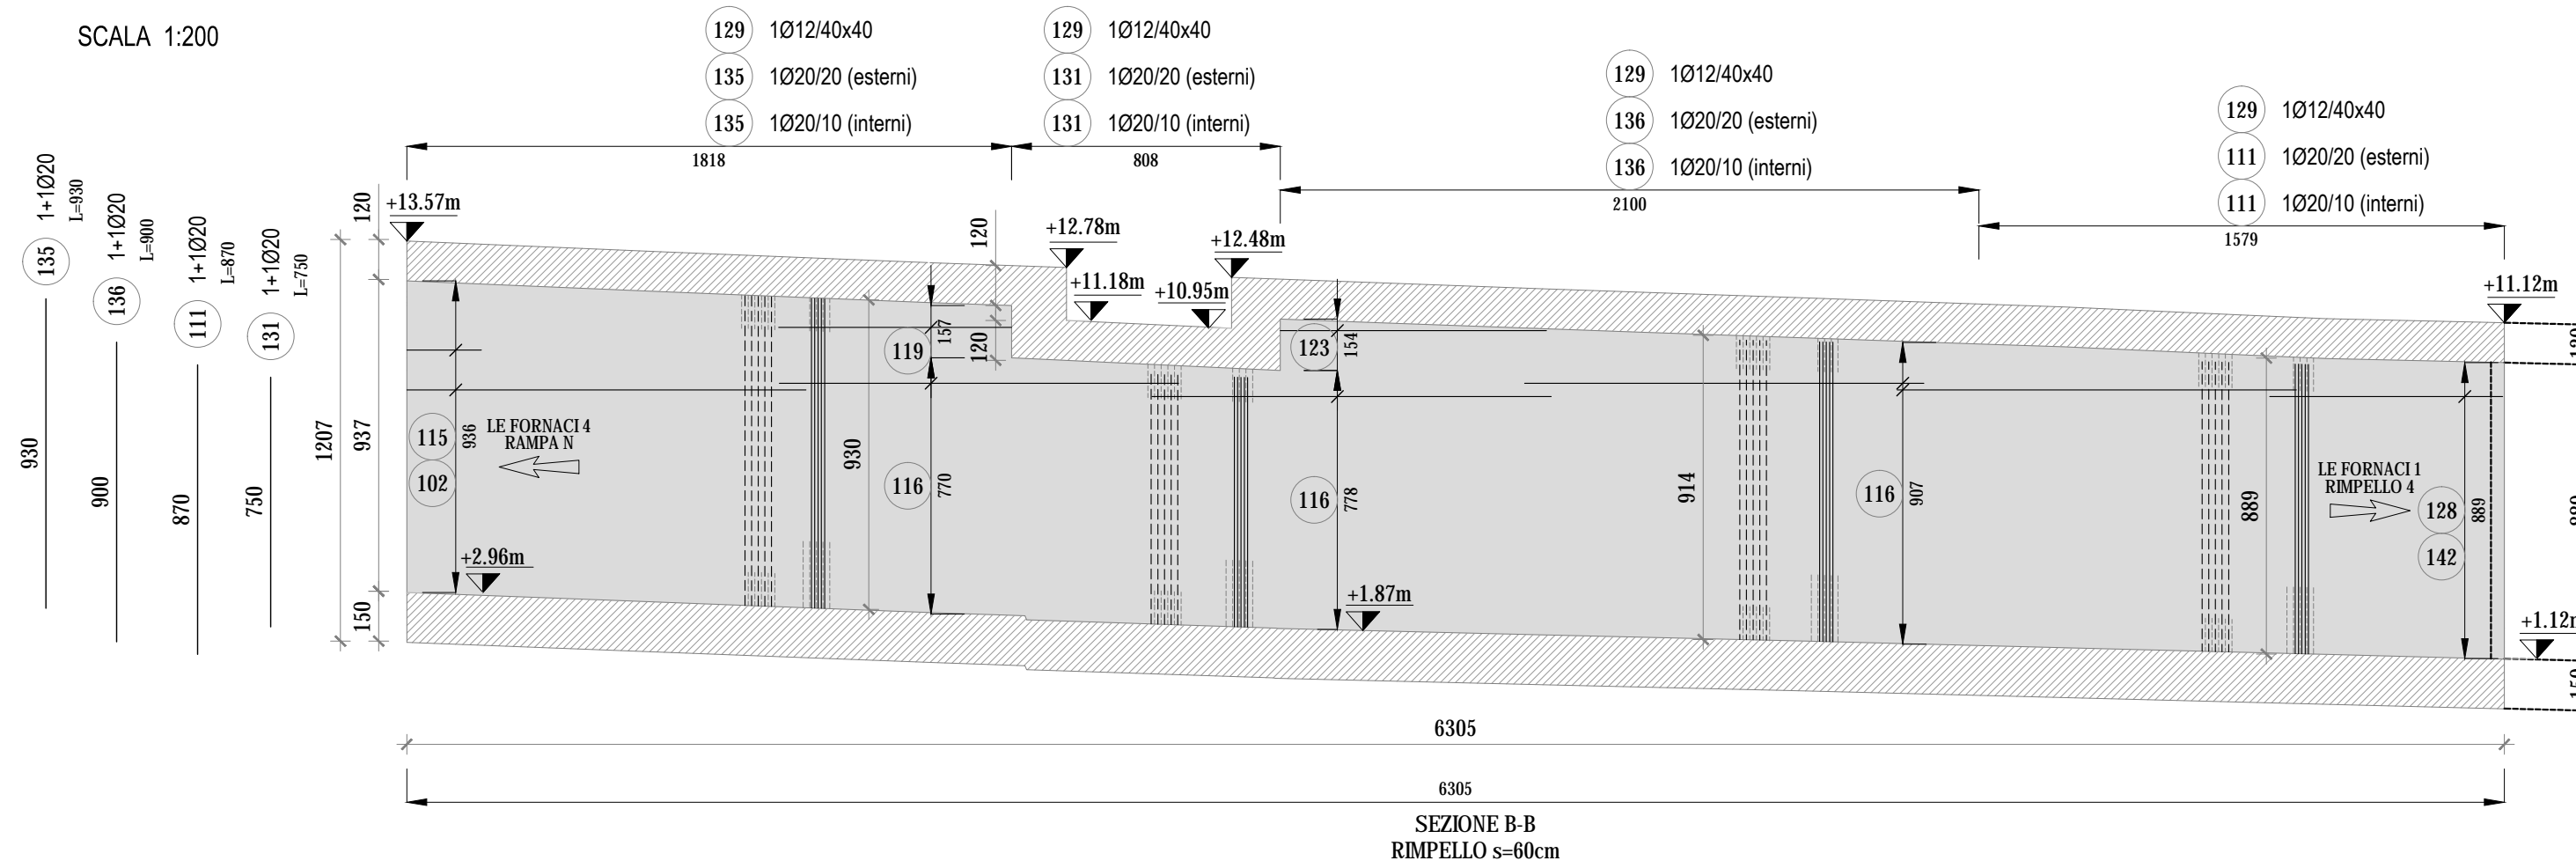 SCALA 1:200
129 1Ø12/40x40
135 1Ø20/20 (esterni)
135 1Ø20/10 (interni)
129 1Ø12/40x40
131 1Ø20/20 (esterni)
131 1Ø20/10 (interni)
129 1Ø12/40x40
136 1Ø20/20 (esterni)
136 1Ø20/10 (interni)
129 1Ø12/40x40
111 1Ø20/20 (esterni)
111 1Ø20/10 (interni)
1818
808
2100
1579
135 1+1Ø20
L=930
930
136 1+1Ø20
L=900
900
111 1+1Ø20
L=870
870
131 1+1Ø20
L=750
750
1207
120
937
150
+13.57m
+12.78m
+12.48m
+11.18m
+10.95m
+11.12m
120
120
119
157
123
154
115
102
936
LE FORNACI 4
RAMPA N
930
116
770
116
778
914
116
907
889
LE FORNACI 1
RIMPELLO 4
128
142
889
+2.96m
+1.87m
6305
6305
SEZIONE B-B
RIMPELLO s=60cm